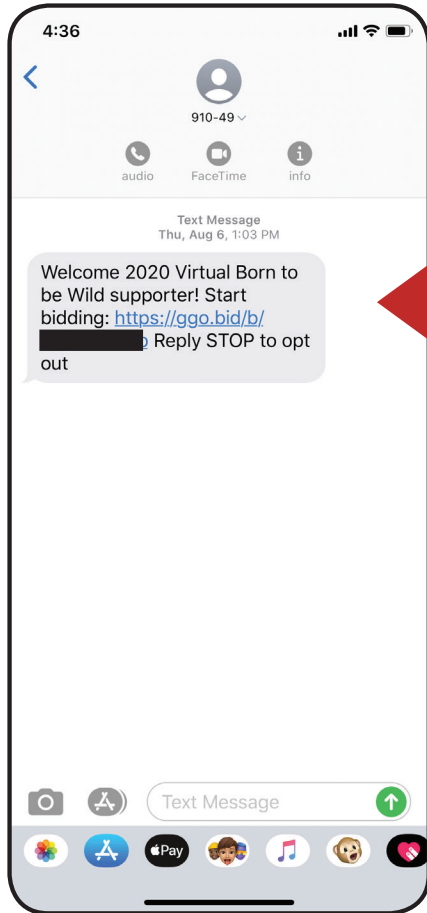 4:36
910-49
audio FaceTime info
Text Message
Thu, Aug 6, 1:03 PM
Welcome 2020 Virtual Born to
be Wild supporter! Start
bidding: https://ggo.bid/b/
Reply STOP to opt
out
Text Message
Pay